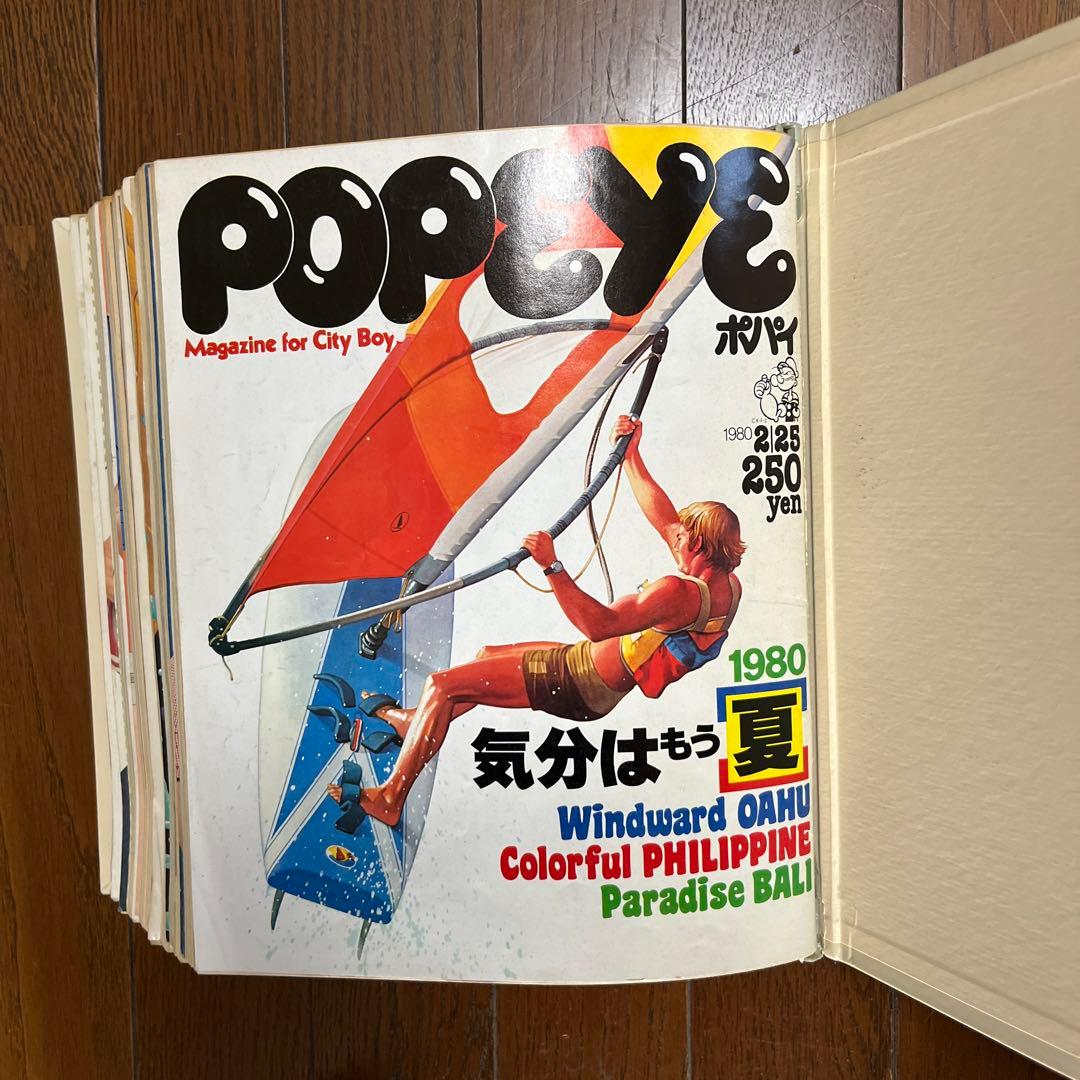 POPEYE
Magazine for City Boy
ポパイ
1980 2|25
250
yen
1980
気分はもう夏
Windward OAHU
Colorful PHILIPPINE
Paradise BALI